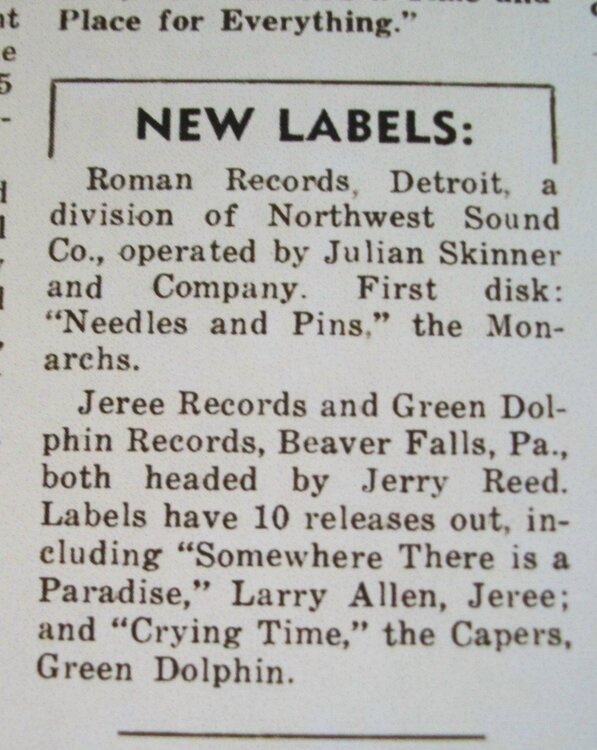 nt
Place for Everything."
e
5
NEW LABELS:
Roman Records, Detroit, a
division of Northwest Sound
Co., operated by Julian Skinner
and Company. First disk:
"Needles and Pins," the Mon-
archs.
Jeree Records and Green Dol-
phin Records, Beaver Falls, Pa.,
both headed by Jerry Reed.
Labels have 10 releases out, in-
cluding "Somewhere There is a
Paradise," Larry Allen, Jeree;
and "Crying Time," the Capers,
Green Dolphin.